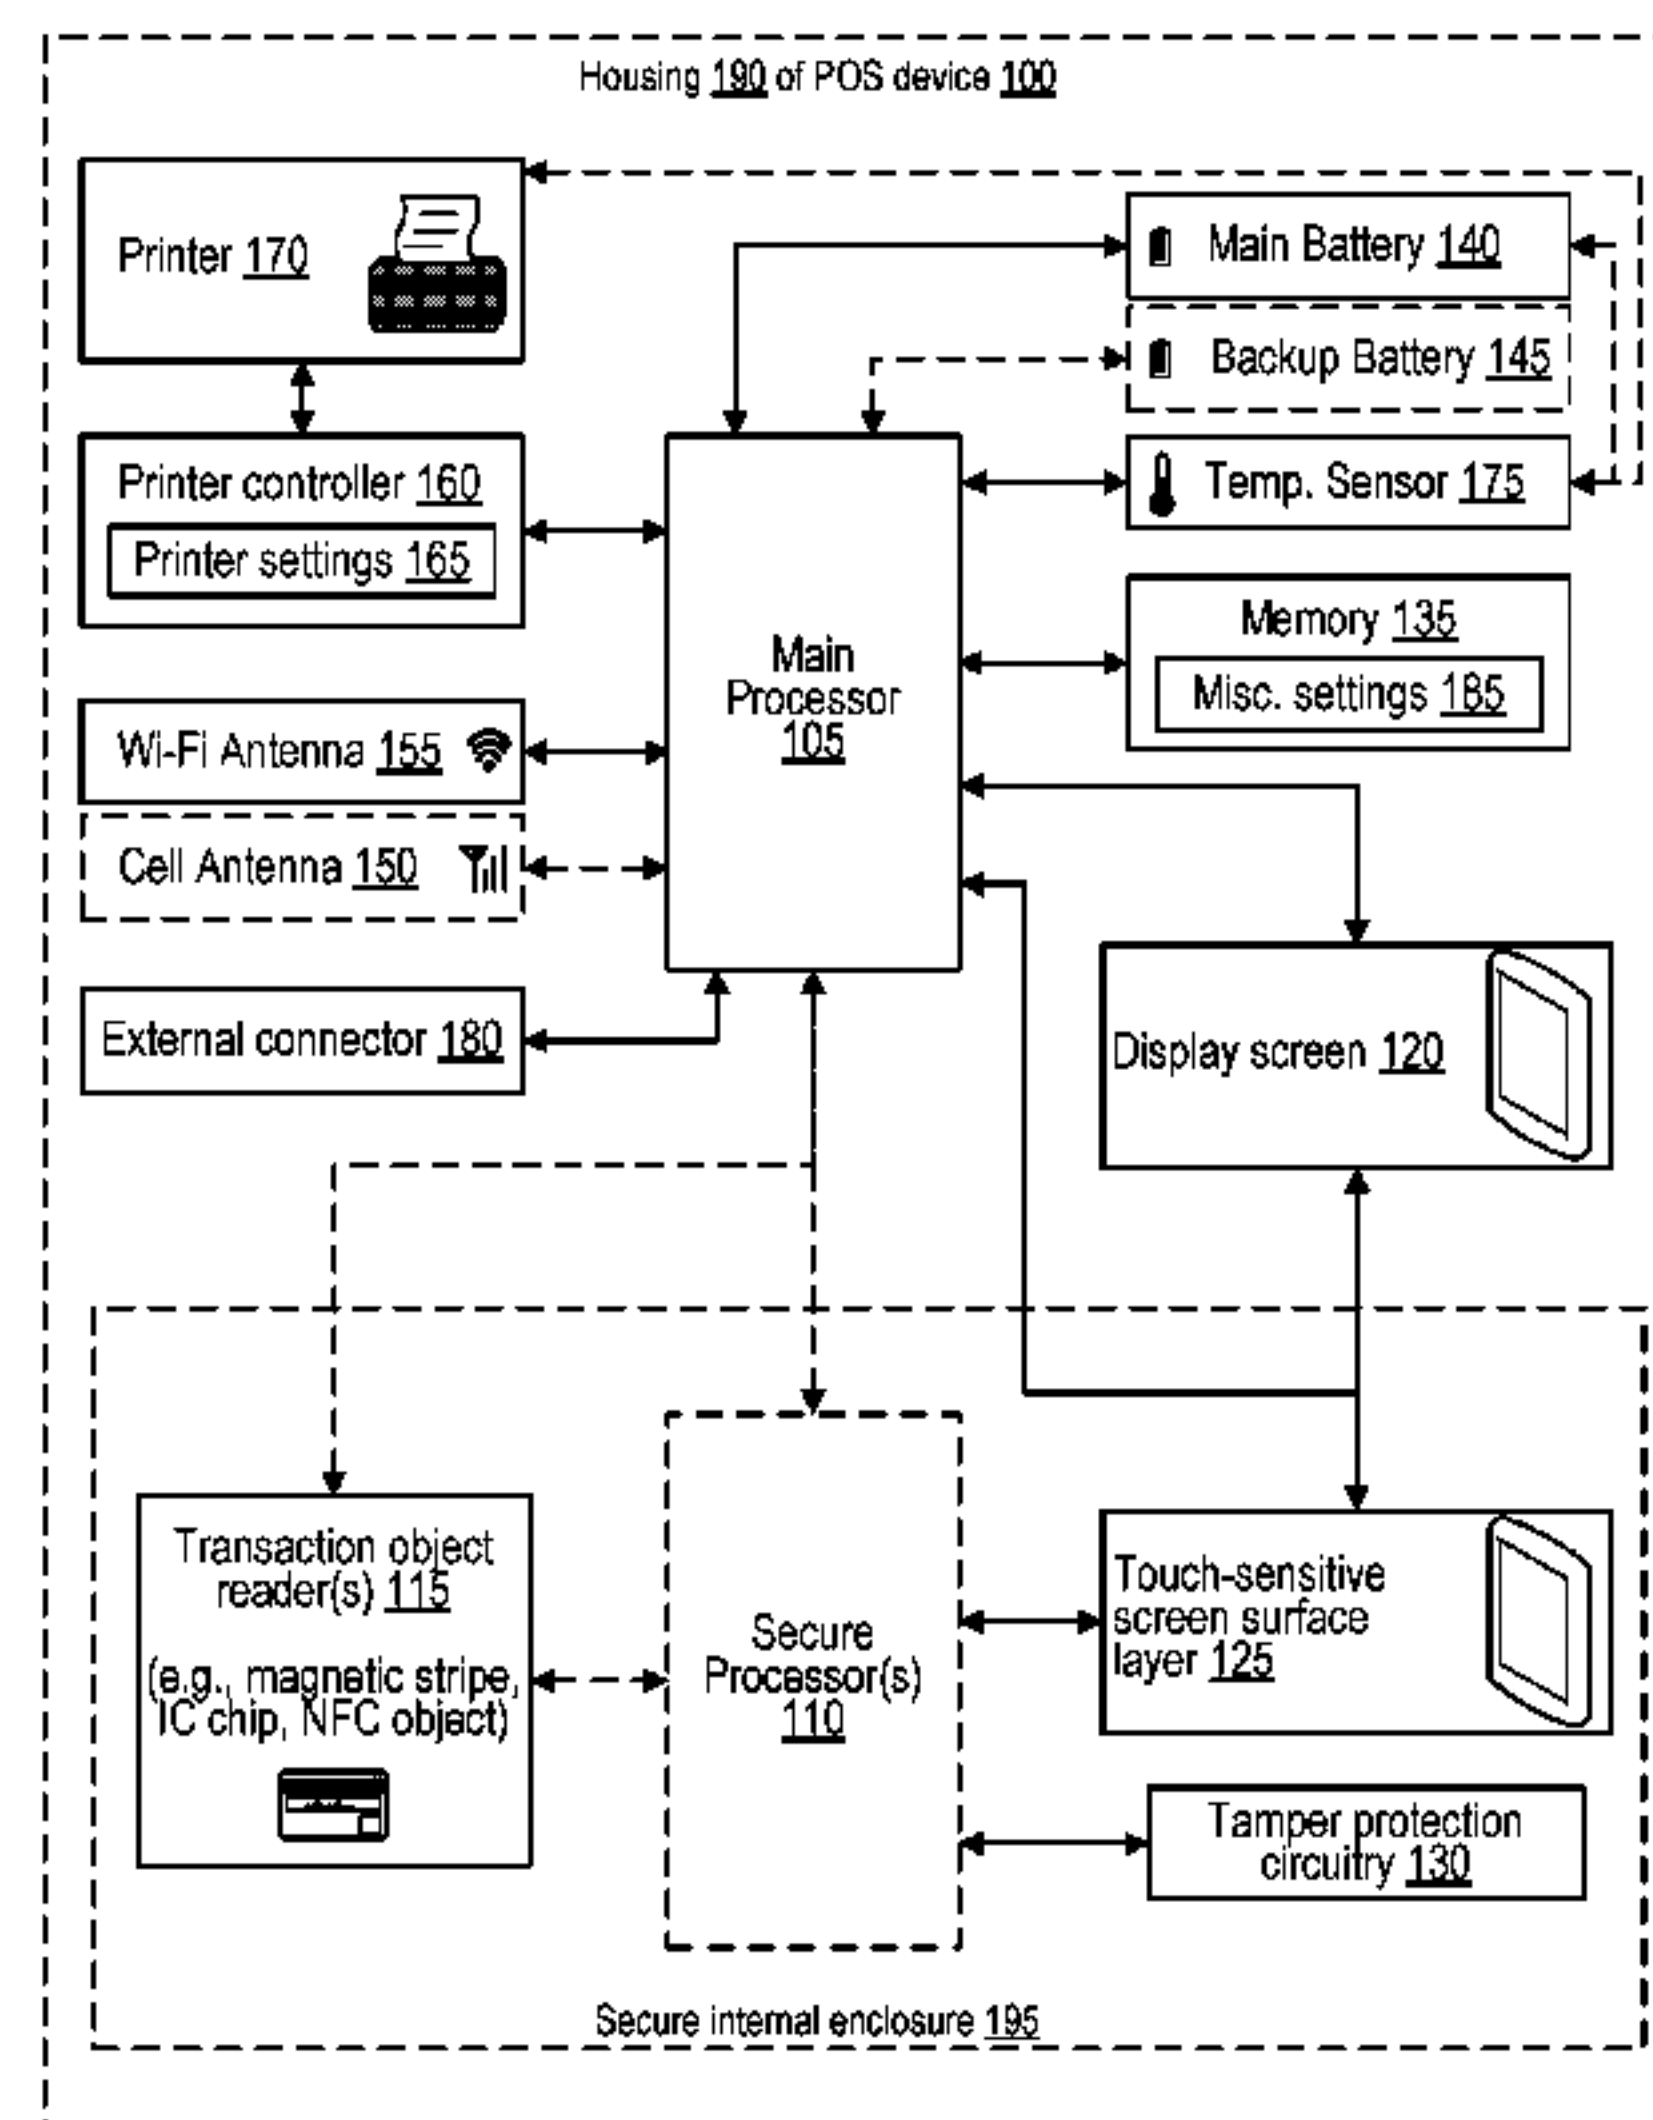 Housing 190 of POS device 100
Printer 170
Main Battery 140
Backup Battery 145
Printer controller 160
Printer settings 165
Temp. Sensor 175
Memory 135
Misc. settings 185
Main
Processor
105
Wi-Fi Antenna 155
Cell Antenna 150
External connector 180
Display screen 120
Transaction object
reader(s) 115
(e.g., magnetic stripe,
IC chip, NFC object)
Secure
Processor(s)
110
Touch-sensitive
screen surface
layer 125
Tamper protection
circuitry 130
Secure internal enclosure 195